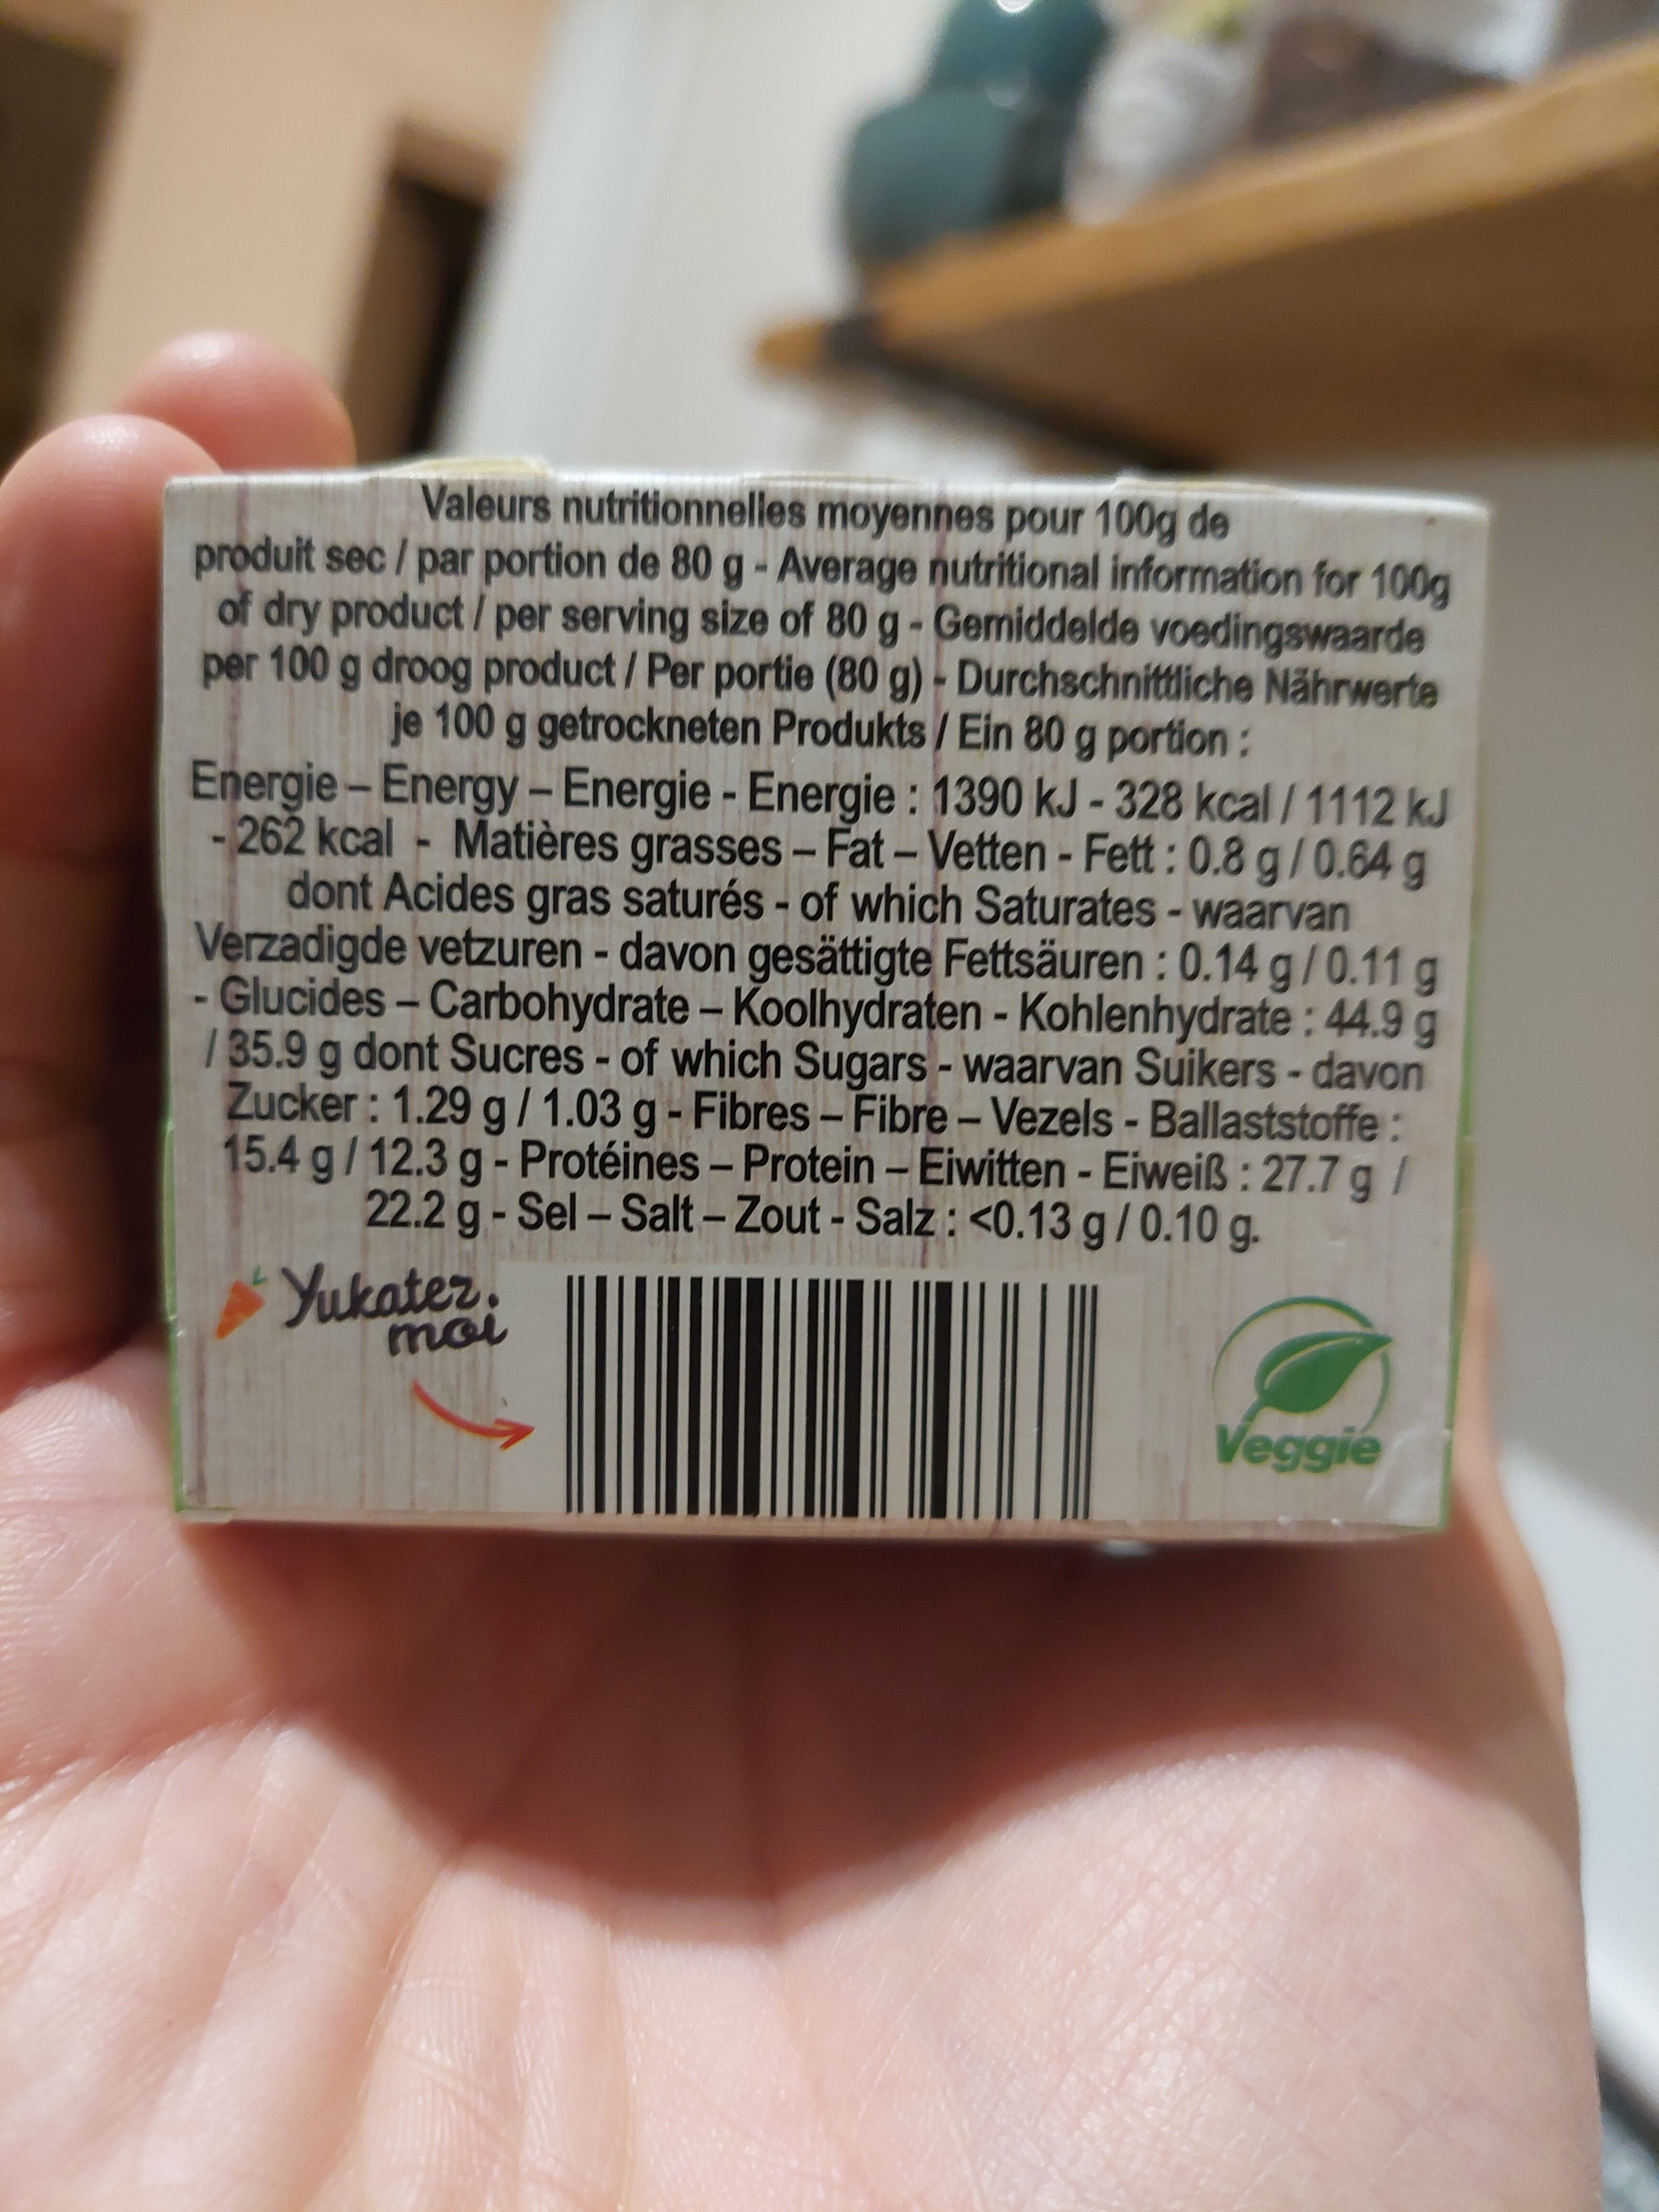 Valeurs nutritionnelles moyennes pour 100g de
produit sec / par portion de 80 g - Average nutritional information for 100g
of dry product / per serving size of 80 g - Gemiddelde voedingswaarde
per 100 g droog product / Per portie (80 g) - Durchschnittliche Nährwerte
je 100 g getrockneten Produkts / Ein 80 g portion :
Energie – Energy – Energie - Energie : 1390 kJ - 328 kcal / 1112 kJ
- 262 kcal - Matières grasses – Fat – Vetten - Fett : 0.8 g / 0.64 g
dont Acides gras saturés - of which Saturates - waarvan
Verzadigde vetzuren - davon gesättigte Fettsäuren : 0.14 g / 0.11 g
- Glucides – Carbohydrate – Koolhydraten - Kohlenhydrate : 44.9 g
/ 35.9 g dont Sucres - of which Sugars - waarvan Suikers - davon
Zucker : 1.29 g / 1.03 g - Fibres – Fibre – Vezels - Ballaststoffe :
15.4 g / 12.3 g - Protéines – Protein – Eiwitten - Eiweiß : 27.7 g /
22.2 g - Sel – Salt – Zout - Salz : <0.13 g / 0.10 g.
Yukatez.
moi
Veggie